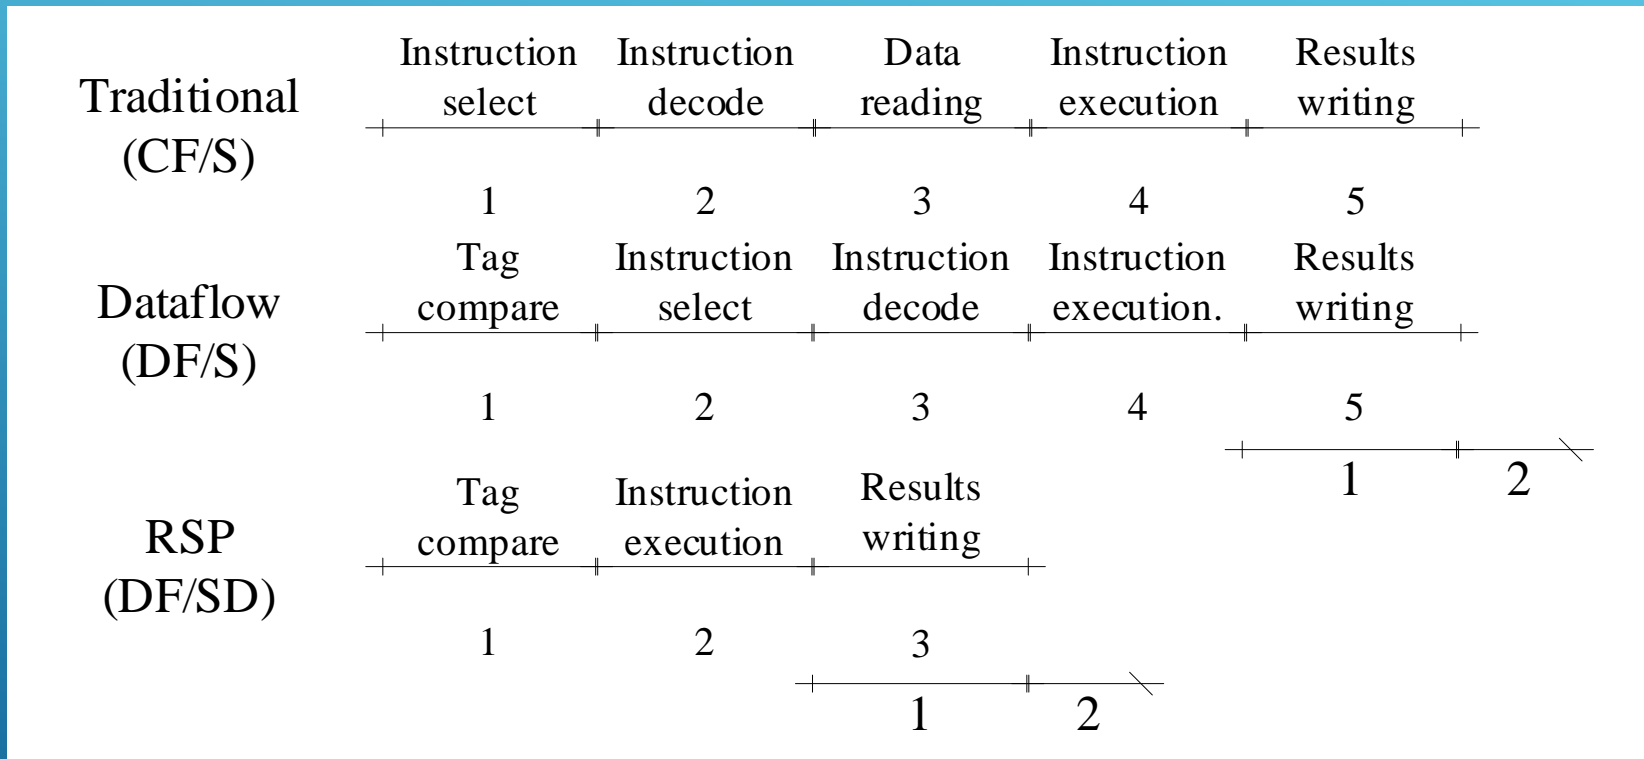 Traditional
(CF/S)
Instruction
select
Instruction
decode
Data
reading
Instruction
execution
Results
writing
1 2 3 4 5
Dataflow
(DF/S)
Tag
compare
Instruction
select
Instruction
decode
Instruction
execution.
Results
writing
1 2 3 4 5
1 2
RSP
(DF/SD)
Tag
compare
Instruction
execution
Results
writing
1 2 3
1 2